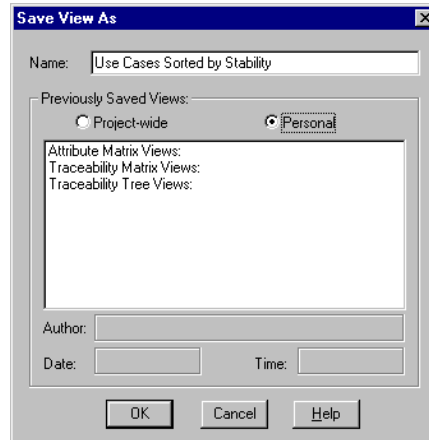 Save View As
Name: Use Cases Sorted by Stability
Previously Saved Views:
Project-wide Personal
Attribute Matrix Views:
Traceability Matrix Views:
Traceability Tree Views:
Author:
Date: Time:
OK Cancel Help